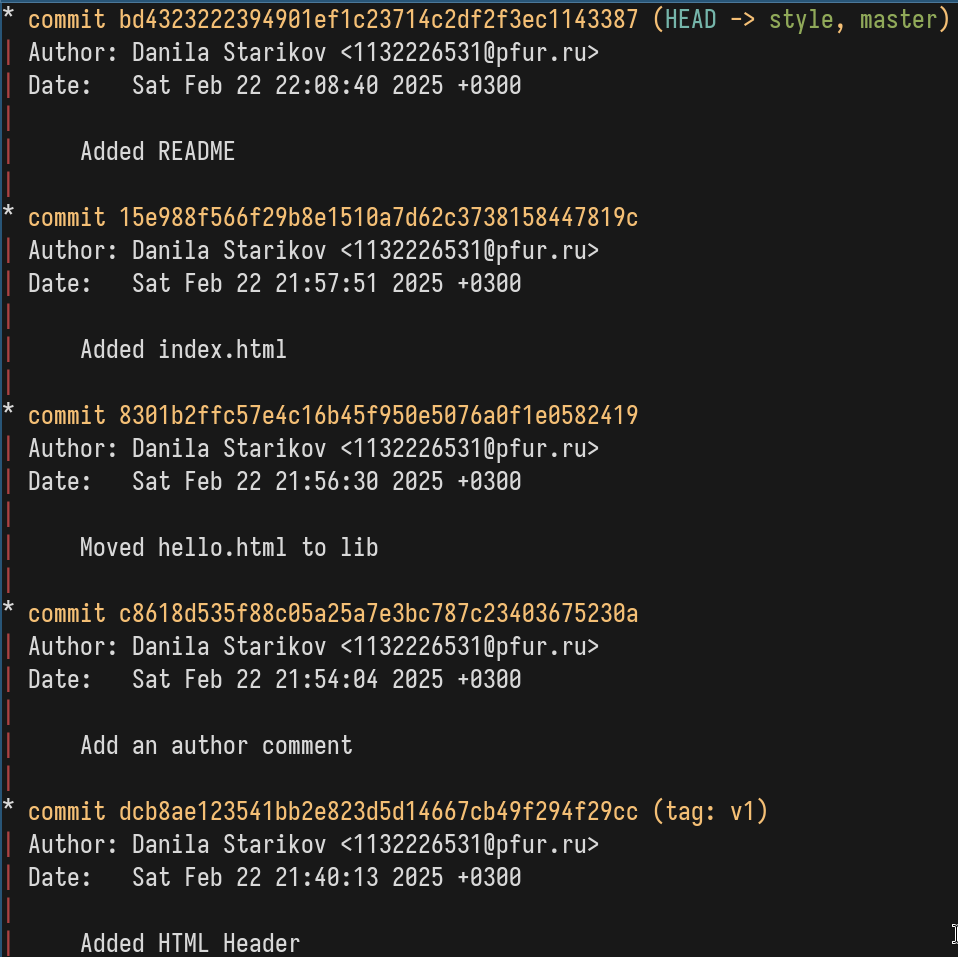 * commit bd4323222394901ef1c23714c2df2f3ec1143387 (HEAD -> style, master)
| Author: Danila Starikov <1132226531@pfur.ru>
| Date:   Sat Feb 22 22:08:40 2025 +0300
|
|     Added README
|
* commit 15e988f566f29b8e1510a7d62c3738158447819c
| Author: Danila Starikov <1132226531@pfur.ru>
| Date:   Sat Feb 22 21:57:51 2025 +0300
|
|     Added index.html
|
* commit 8301b2ffc57e4c16b45f950e5076a0f1e0582419
| Author: Danila Starikov <1132226531@pfur.ru>
| Date:   Sat Feb 22 21:56:30 2025 +0300
|
|     Moved hello.html to lib
|
* commit c8618d535f88c05a25a7e3bc787c23403675230a
| Author: Danila Starikov <1132226531@pfur.ru>
| Date:   Sat Feb 22 21:54:04 2025 +0300
|
|     Add an author comment
|
* commit dcb8ae123541bb2e823d5d14667cb49f294f29cc (tag: v1)
| Author: Danila Starikov <1132226531@pfur.ru>
| Date:   Sat Feb 22 21:40:13 2025 +0300
|
|     Added HTML Header